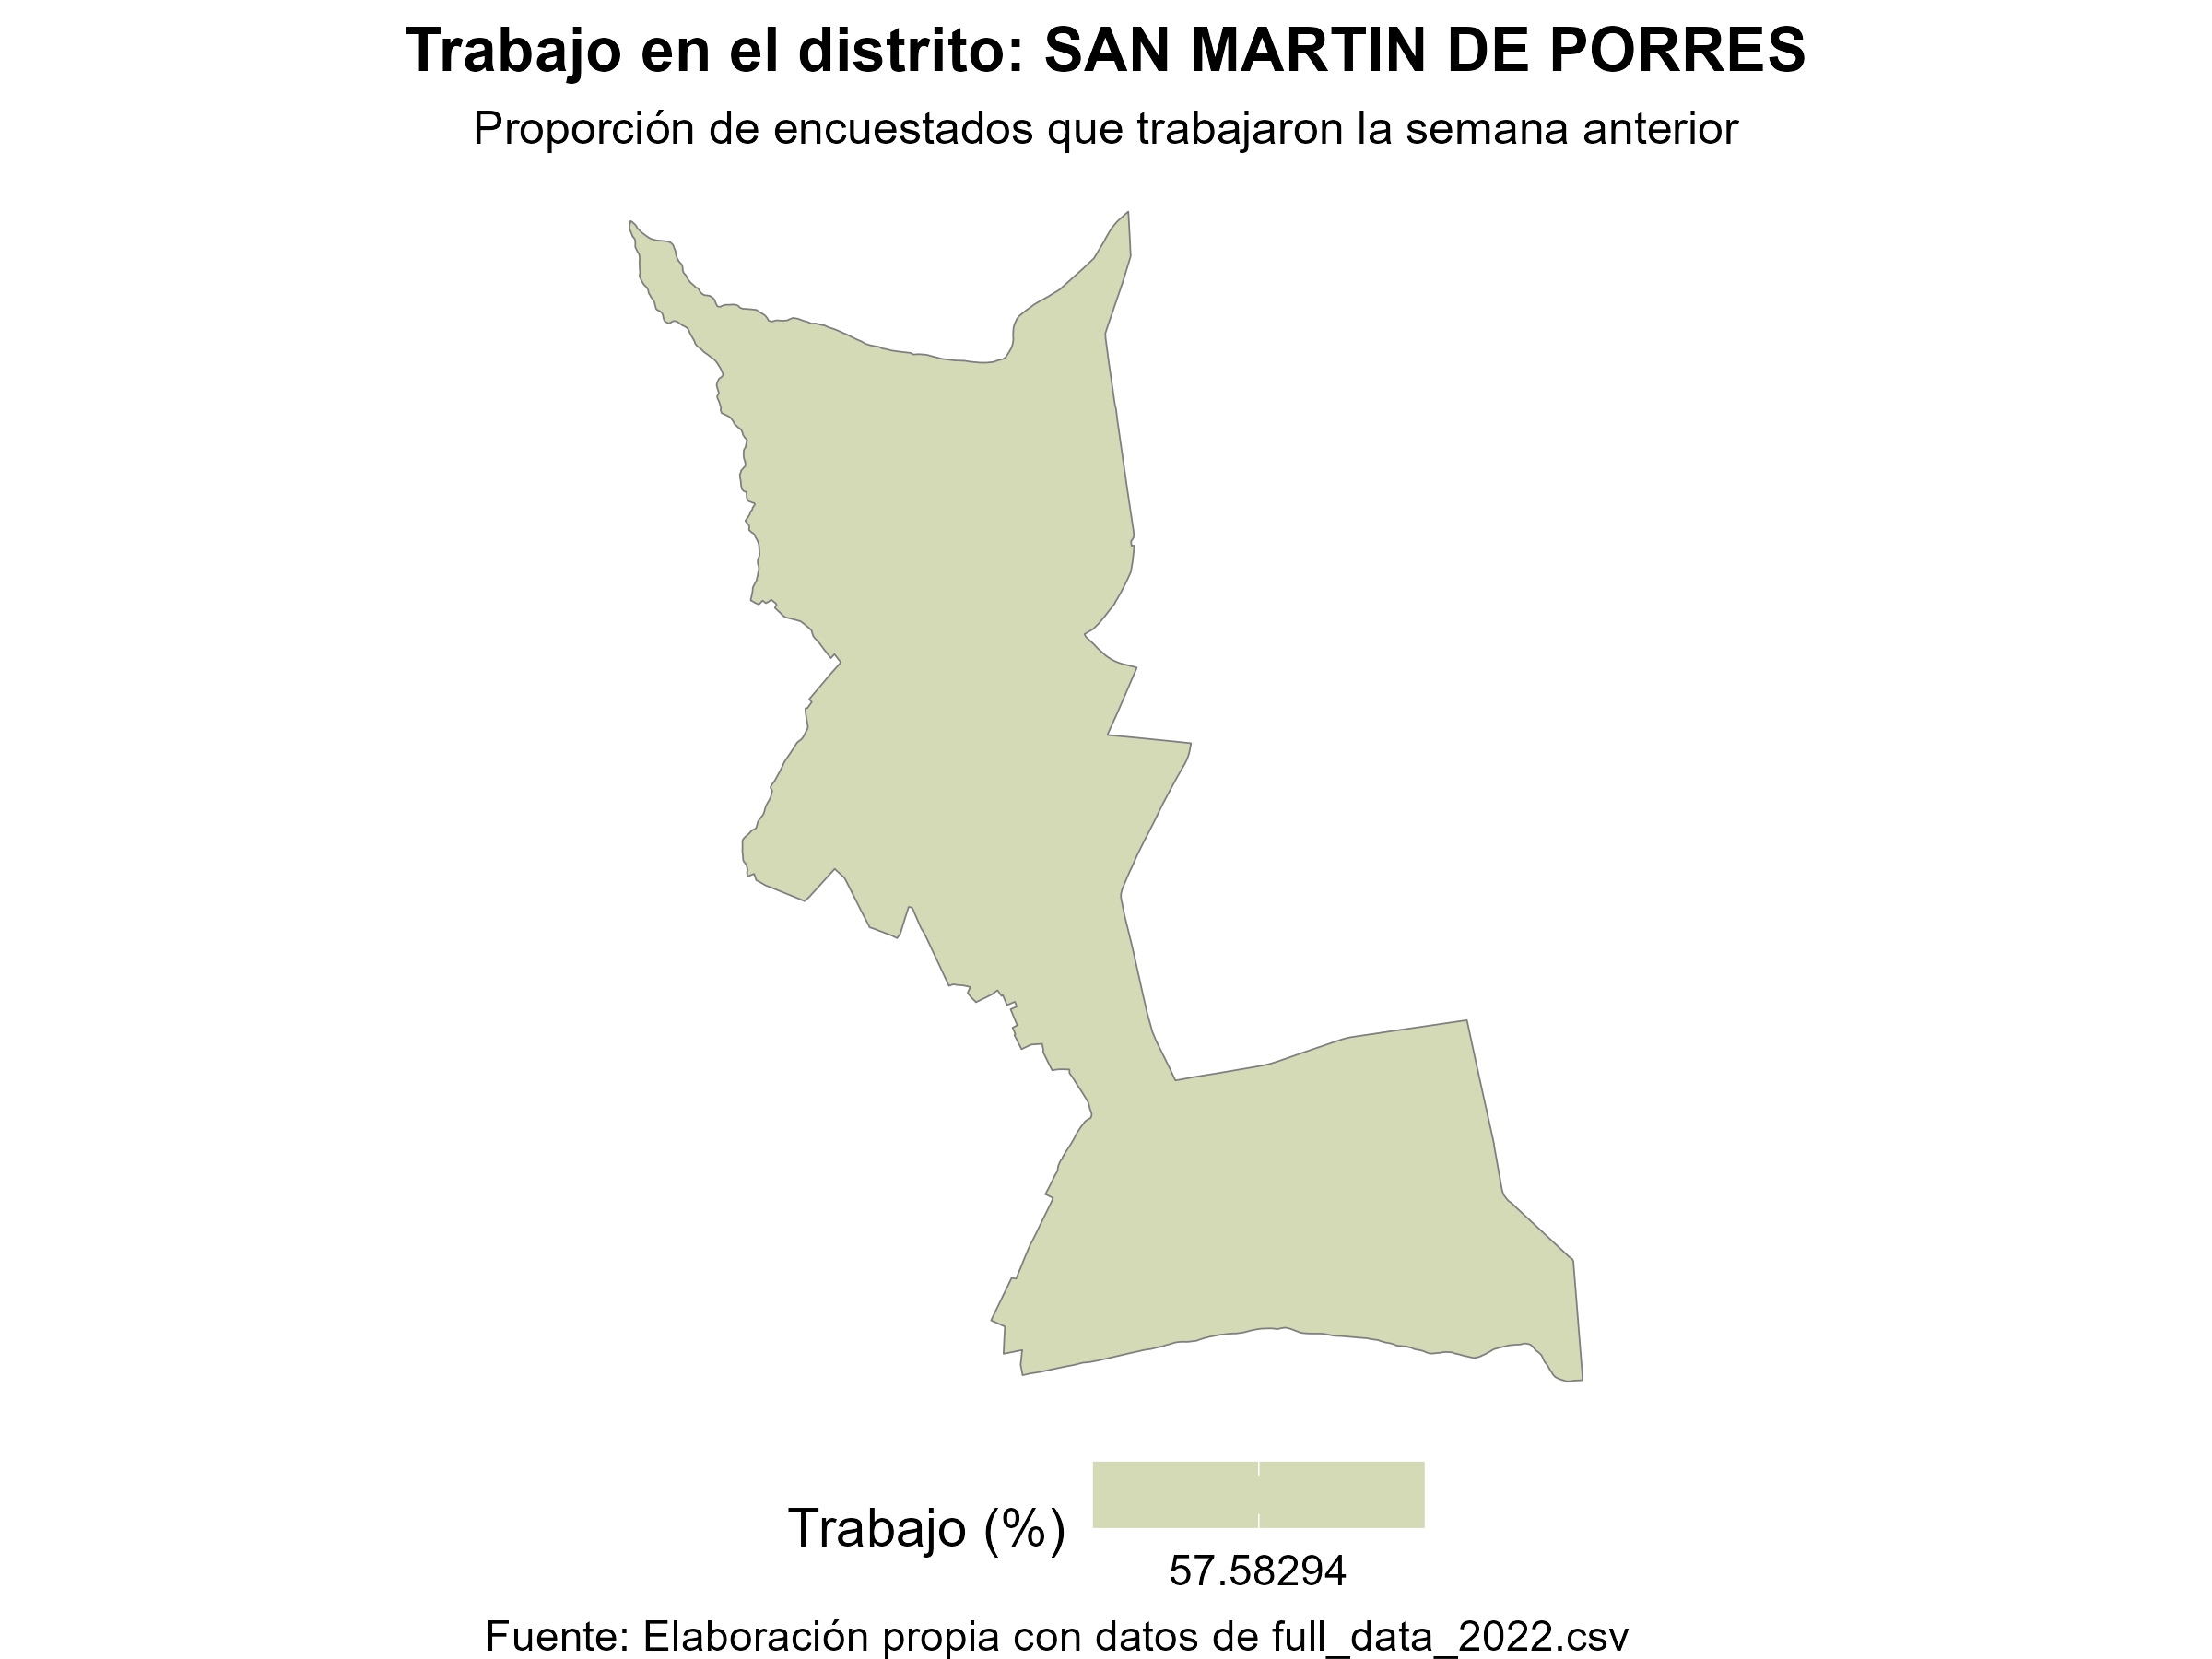 Trabajo en el distrito: SAN MARTIN DE PORRES
Proporción de encuestados que trabajaron la semana anterior
Trabajo (%)
57.58294
Fuente: Elaboración propia con datos de full_data_2022.csv